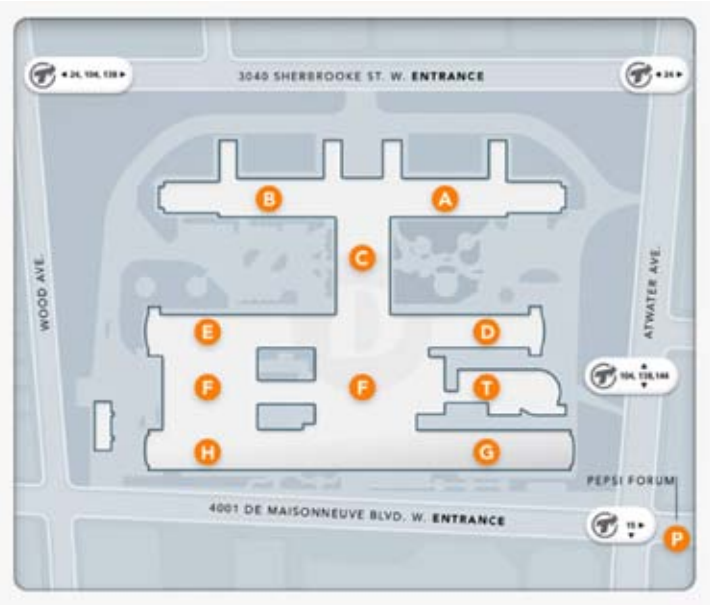 ◂ 24, 104, 138 ▸
3040 SHERBROOKE ST. W. ENTRANCE
◂ 24 ▸
B
A
C
WOOD AVE.
ATWATER AVE.
E
D
F
F
T
▴
104, 138, 144
▾
H
G
PEPSI FORUM
4001 DE MAISONNEUVE BLVD. W. ENTRANCE
15 ▸
▾
P